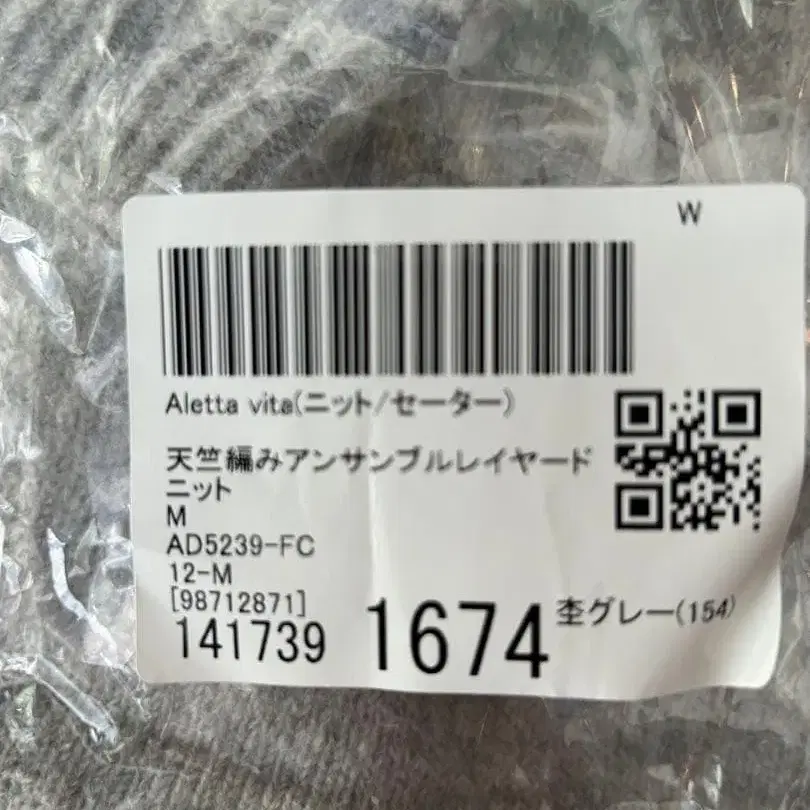 W
Aletta vita(ニット/セーター)
天竺編みアンサンブルレイヤード
ニット
M
AD5239-FC
12-M
[98712871]
141739 1674 杢グレー(154)